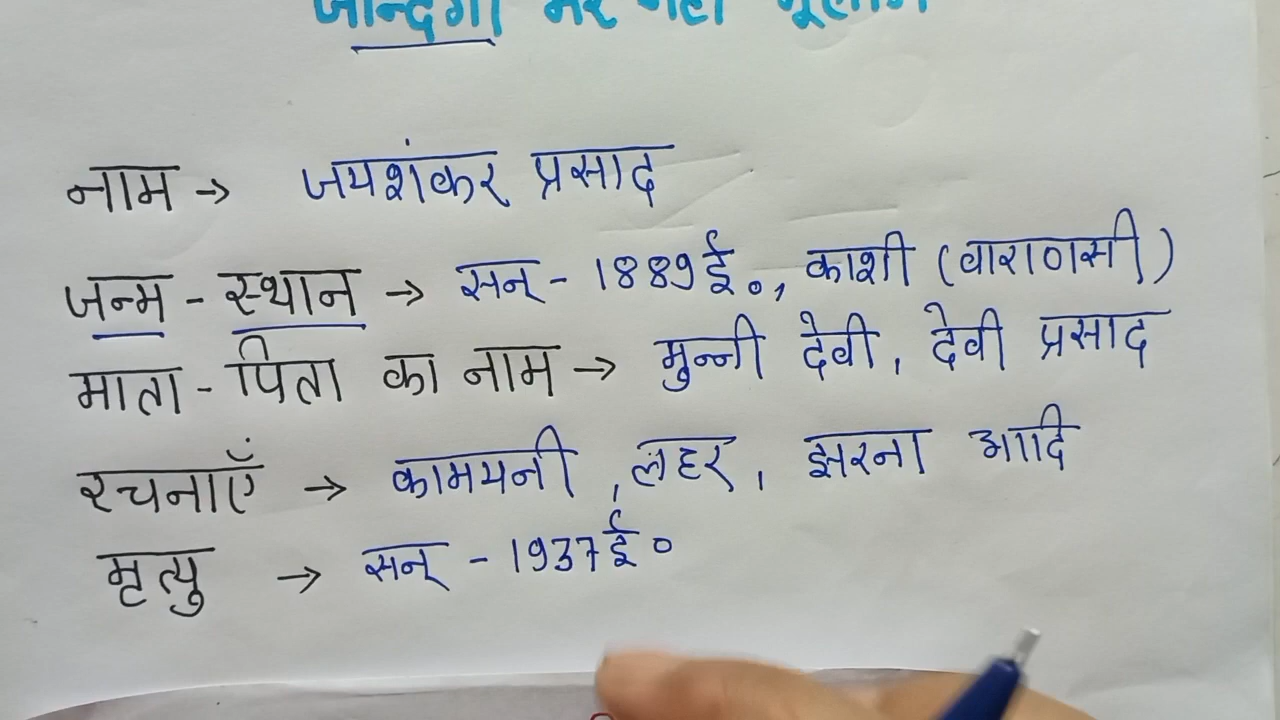 नाम → जयशंकर प्रसाद
जन्म - स्थान → सन् - 1889 ई०, काशी (वाराणसी)
माता - पिता का नाम → मुन्नी देवी, देवी प्रसाद
रचनाएँ → कामयनी, लहर, झरना आदि
मृत्यु → सन् - 1937 ई०